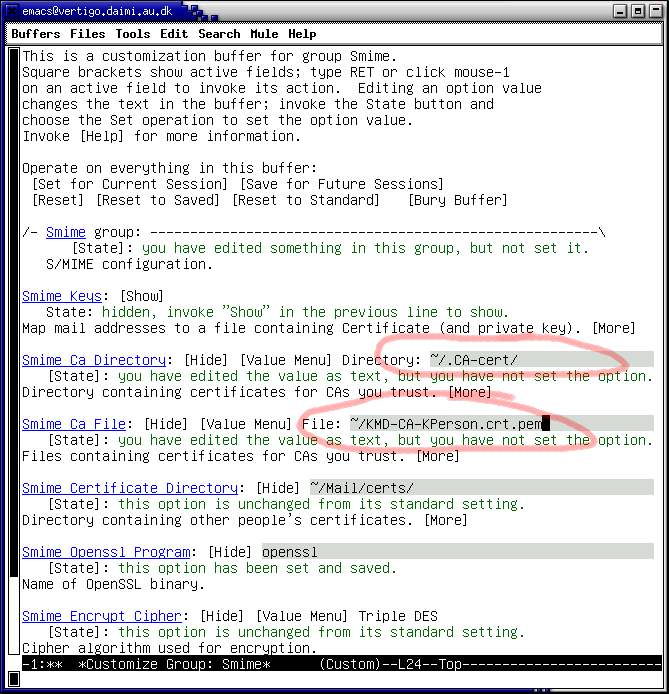 emacs@vertigo.daimi.au.dk
Buffers Files Tools Edit Search Mule Help
This is a customization buffer for group Smime.
Square brackets show active fields; type RET or click mouse-1
on an active field to invoke its action.  Editing an option value
changes the text in the buffer; invoke the State button and
choose the Set operation to set the option value.
Invoke [Help] for more information.
Operate on everything in this buffer:
[Set for Current Session] [Save for Future Sessions]
[Reset] [Reset to Saved] [Reset to Standard]   [Bury Buffer]
/- Smime group: --------------------------------------------------------\
[State]: you have edited something in this group, but not set it.
S/MIME configuration.
Smime Keys: [Show]
State: hidden, invoke "Show" in the previous line to show.
Map mail addresses to a file containing Certificate (and private key). [More]
Smime Ca Directory: [Hide] [Value Menu] Directory: ~/.CA-cert/
[State]: you have edited the value as text, but you have not set the option.
Directory containing certificates for CAs you trust. [More]
Smime Ca File: [Hide] [Value Menu] File: ~/KMD-CA-KPerson.crt.pem
[State]: you have edited the value as text, but you have not set the option.
Files containing certificates for CAs you trust. [More]
Smime Certificate Directory: [Hide] ~/Mail/certs/
[State]: this option is unchanged from its standard setting.
Directory containing other people's certificates. [More]
Smime Openssl Program: [Hide] openssl
[State]: this option has been set and saved.
Name of OpenSSL binary.
Smime Encrypt Cipher: [Hide] [Value Menu] Triple DES
[State]: this option is unchanged from its standard setting.
Cipher algorithm used for encryption.
-1:**  *Customize Group: Smime*      (Custom)--L24--Top-------------------------